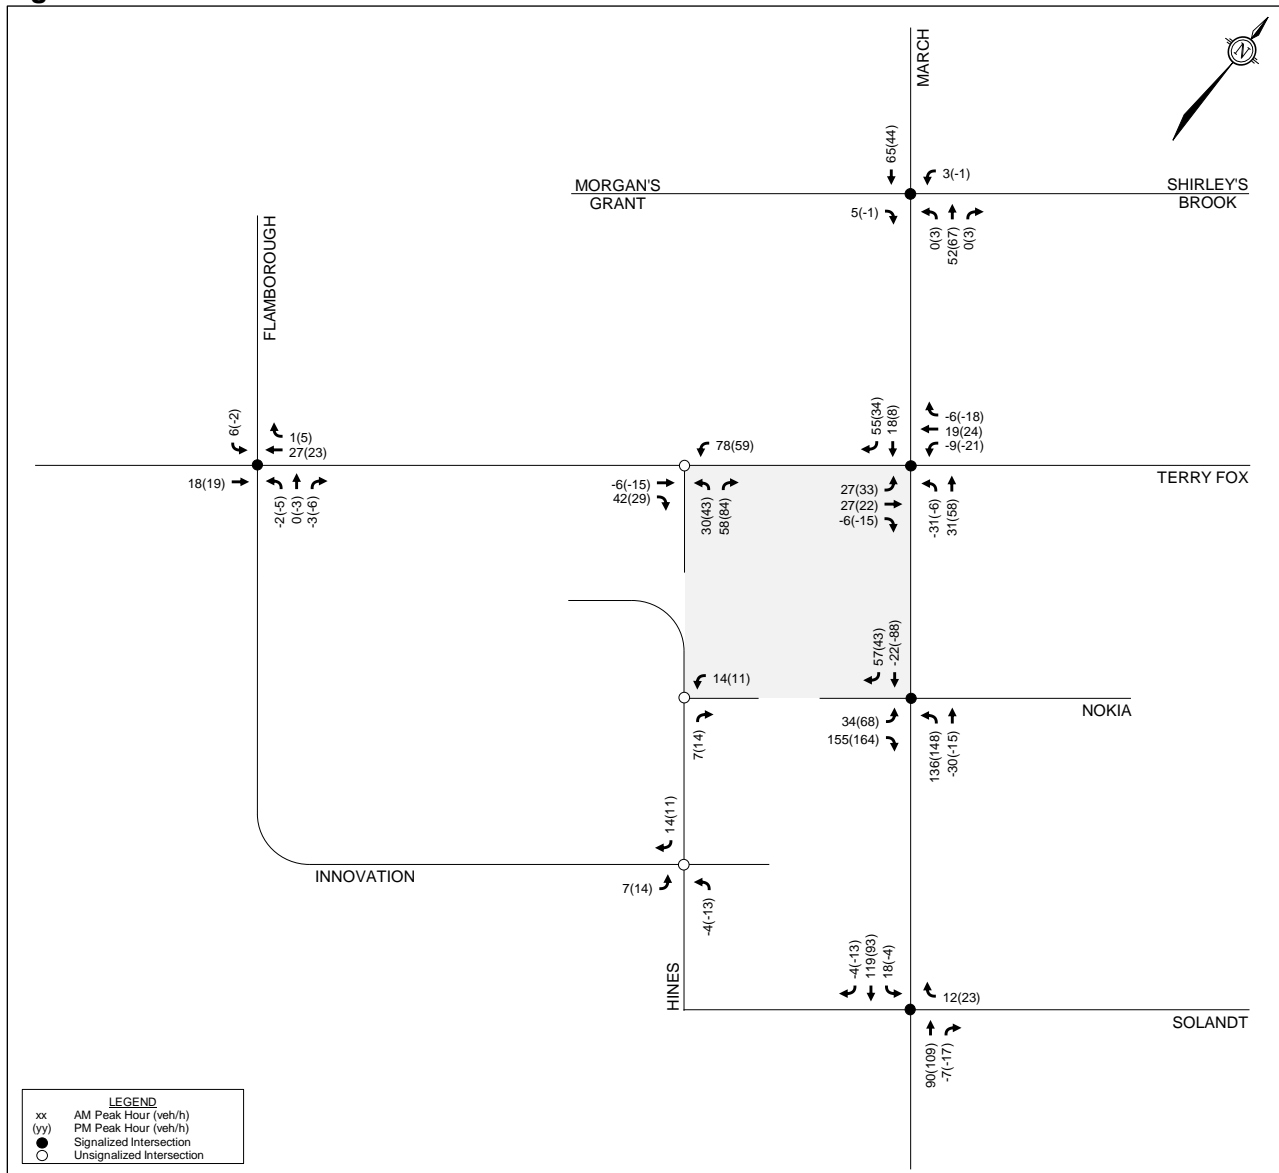 MARCH
N
65(44)
3(-1)
MORGAN'S
GRANT
SHIRLEY'S
BROOK
5(-1)
0(3)
52(67)
0(3)
FLAMBOROUGH
6(-2)
1(5)
27(23)
18(19)
-2(-5)
0(-3)
-3(-6)
78(59)
-6(-15)
42(29)
30(43)
58(84)
55(34)
18(8)
-6(-18)
19(24)
-9(-21)
TERRY FOX
27(33)
27(22)
-6(-15)
-31(-6)
31(58)
57(43)
-22(-88)
14(11)
NOKIA
7(14)
34(68)
155(164)
136(148)
-30(-15)
14(11)
INNOVATION
7(14)
-4(-13)
HINES
-4(-13)
119(93)
18(-4)
12(23)
SOLANDT
90(109)
-7(-17)
LEGEND
xx AM Peak Hour (veh/h)
(yy) PM Peak Hour (veh/h)
Signalized Intersection
Unsignalized Intersection